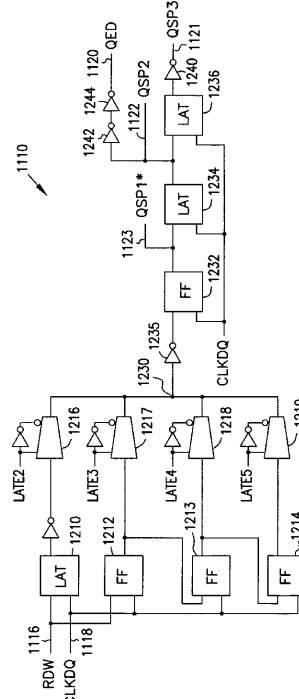 1110
RDW
1116
CLKDQ
1118
LAT
1210
FF
1212
FF
1213
FF
1214
LATE2
1216
LATE3
1217
LATE4
1218
LATE5
1230
1235
FF
1232
CLKDQ
QSP1*
1123
LAT
1234
QSP2
1122
1242
1244
QED
1120
LAT
1236
1240
QSP3
1121